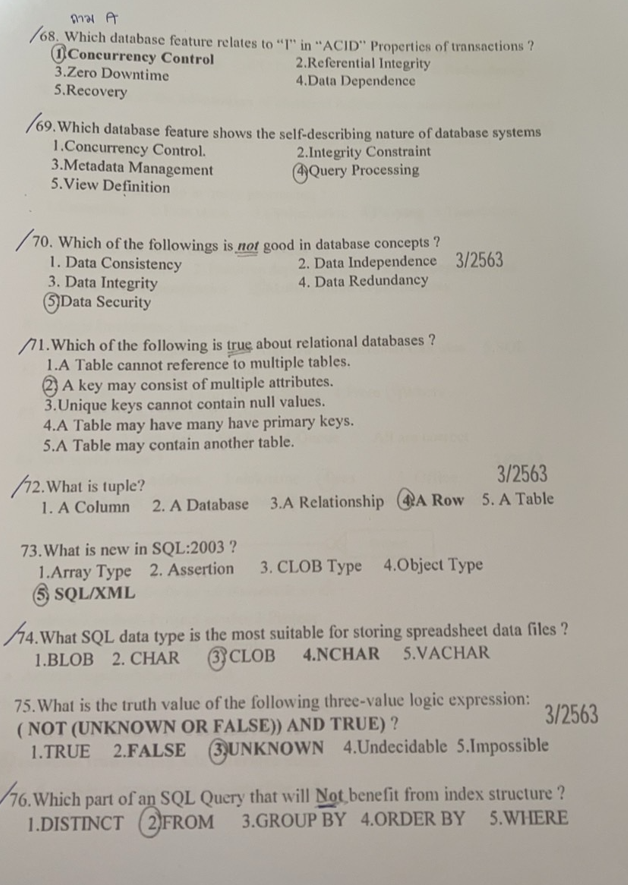 ถาม A
68. Which database feature relates to “I” in “ACID” Properties of transactions ?
1.Concurrency Control 2.Referential Integrity
3.Zero Downtime 4.Data Dependence
5.Recovery
69.Which database feature shows the self-describing nature of database systems
1.Concurrency Control. 2.Integrity Constraint
3.Metadata Management 4.Query Processing
5.View Definition
70. Which of the followings is not good in database concepts ?
1. Data Consistency 2. Data Independence 3/2563
3. Data Integrity 4. Data Redundancy
5.Data Security
71.Which of the following is true about relational databases ?
1.A Table cannot reference to multiple tables.
2. A key may consist of multiple attributes.
3.Unique keys cannot contain null values.
4.A Table may have many have primary keys.
5.A Table may contain another table.
3/2563
72.What is tuple?
1. A Column 2. A Database 3.A Relationship 4.A Row 5. A Table
73.What is new in SQL:2003 ?
1.Array Type 2. Assertion 3. CLOB Type 4.Object Type
5. SQL/XML
74.What SQL data type is the most suitable for storing spreadsheet data files ?
1.BLOB 2. CHAR 3.CLOB 4.NCHAR 5.VACHAR
75.What is the truth value of the following three-value logic expression:
( NOT (UNKNOWN OR FALSE)) AND TRUE) ? 3/2563
1.TRUE 2.FALSE 3.UNKNOWN 4.Undecidable 5.Impossible
76.Which part of an SQL Query that will Not benefit from index structure ?
1.DISTINCT 2.FROM 3.GROUP BY 4.ORDER BY 5.WHERE